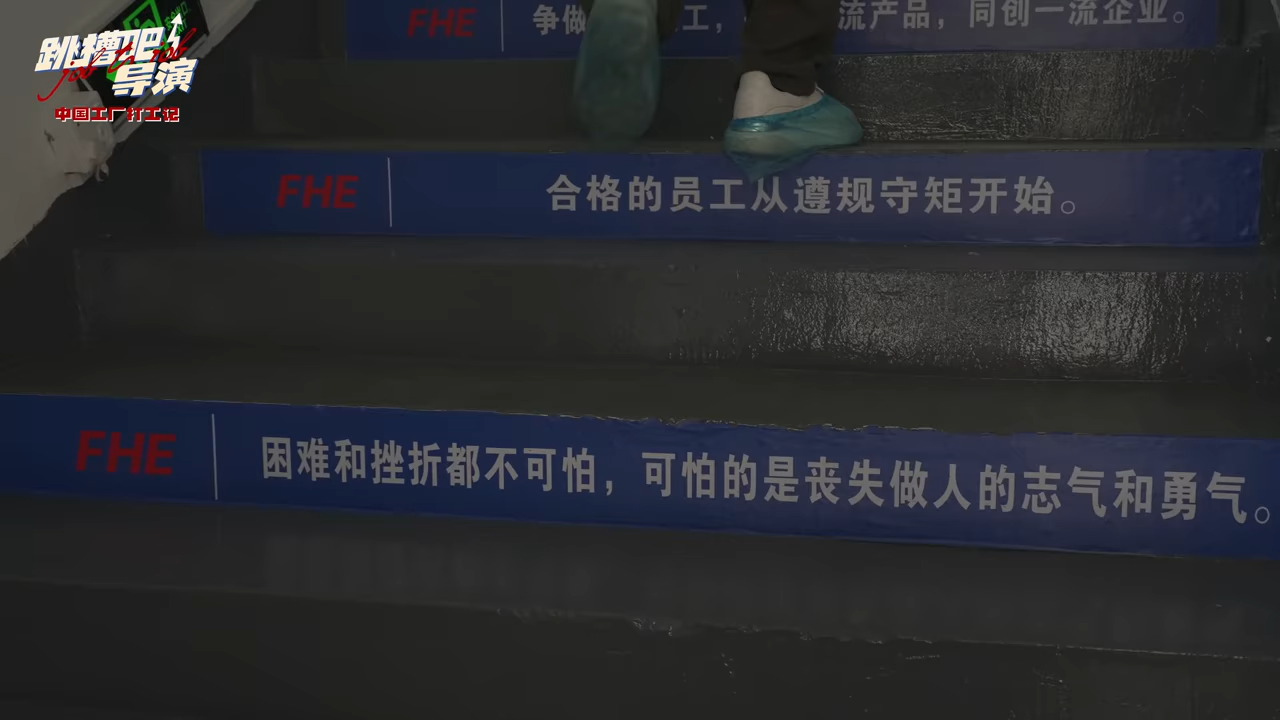 跳槽吧!
导演
Job to Job
中国工厂打工记
FHE 争做 工, 流产品，同创一流企业。
FHE 合格的员工从遵规守矩开始。
FHE 困难和挫折都不可怕，可怕的是丧失做人的志气和勇气。